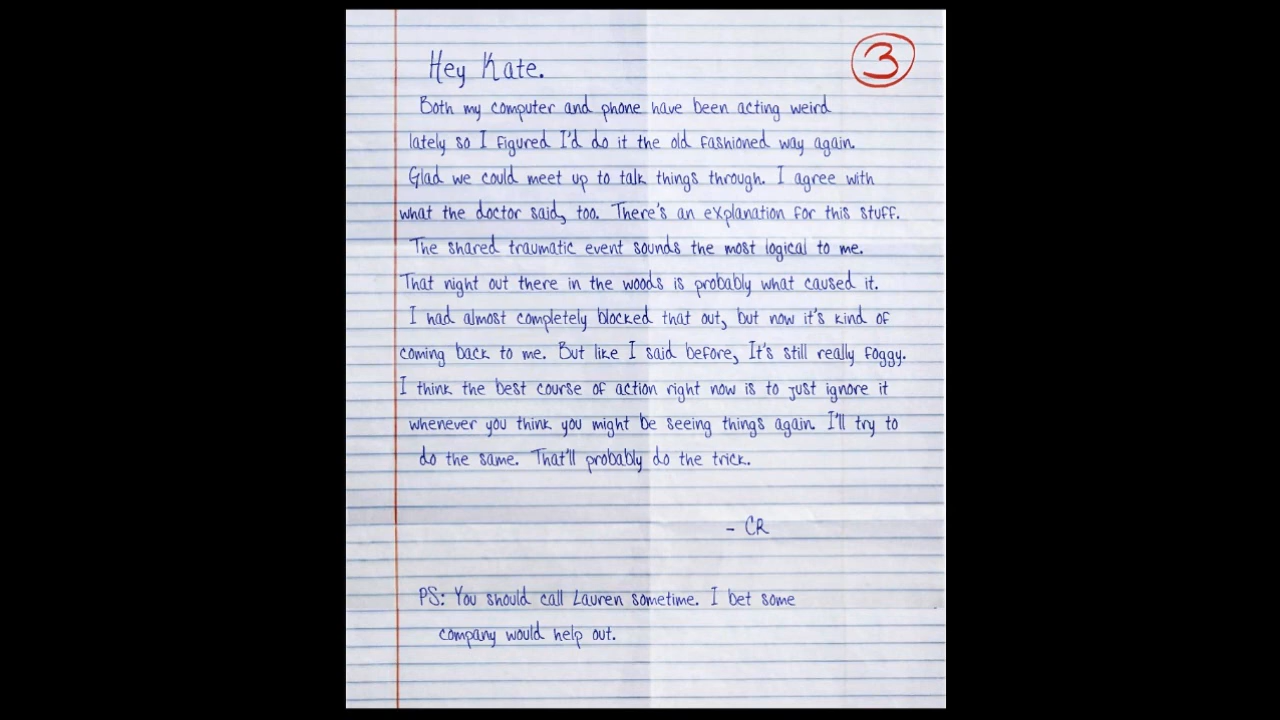 3
Hey Kate.
Both my computer and phone have been acting weird
lately so I figured I'd do it the old fashioned way again.
Glad we could meet up to talk things through. I agree with
what the doctor said, too. There's an explanation for this stuff.
The shared traumatic event sounds the most logical to me.
That night out there in the woods is probably what caused it.
I had almost completely blocked that out, but now it's kind of
coming back to me. But like I said before, It's still really foggy.
I think the best course of action right now is to just ignore it
whenever you think you might be seeing things again. I'll try to
do the same. That'll probably do the trick.
- CR
PS: You should call Lauren sometime. I bet some
company would help out.